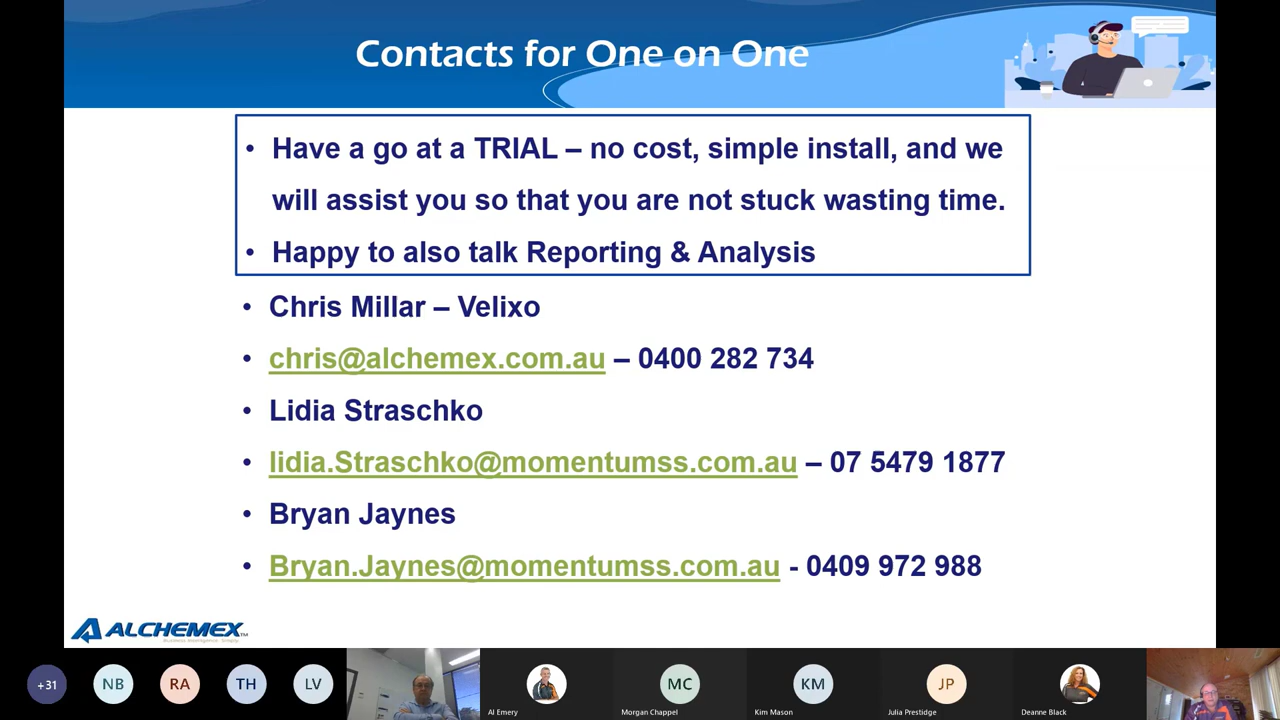 Contacts for One on One
• Have a go at a TRIAL – no cost, simple install, and we
will assist you so that you are not stuck wasting time.
• Happy to also talk Reporting & Analysis
• Chris Millar – Velixo
• chris@alchemex.com.au – 0400 282 734
• Lidia Straschko
• lidia.Straschko@momentumss.com.au – 07 5479 1877
• Bryan Jaynes
• Bryan.Jaynes@momentumss.com.au - 0409 972 988
ALCHEMEX™
+31
NB
RA
TH
LV
Al Emery
MC
Morgan Chappel
KM
Kim Mason
JP
Julia Prestidge
Deanne Black